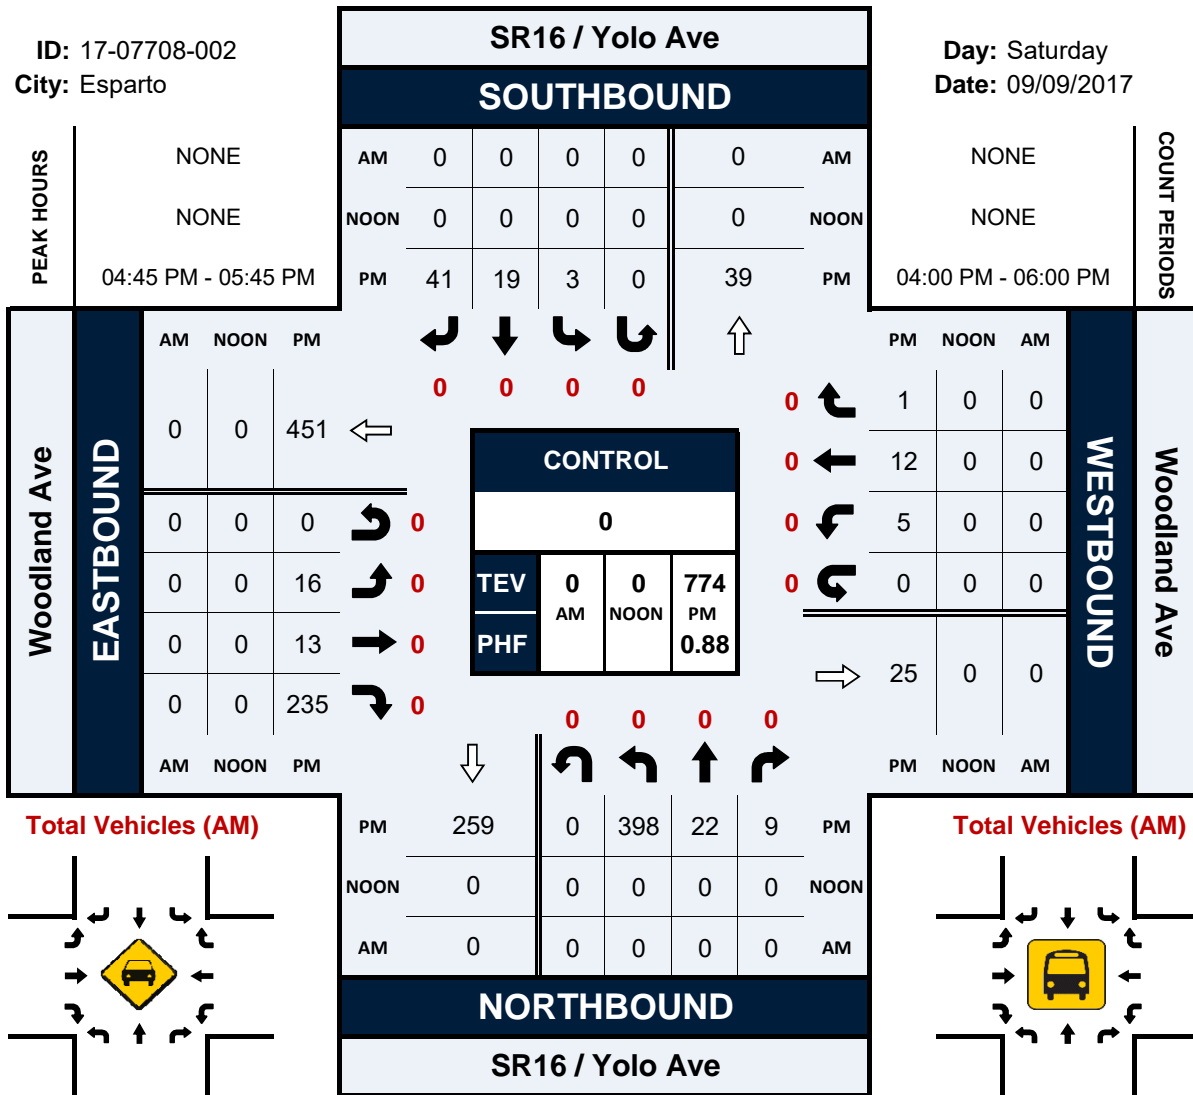 SR16 / Yolo Ave
ID: 17-07708-002
City: Esparto
Day: Saturday
Date: 09/09/2017
SOUTHBOUND
PEAK HOURS
NONE
NONE
04:45 PM - 05:45 PM
AM 0 0 0 0 0 AM
NOON 0 0 0 0 0 NOON
PM 41 19 3 0 39 PM
NONE
NONE
04:00 PM - 06:00 PM
COUNT PERIODS
0 0 0 0
Woodland Ave
EASTBOUND
AM NOON PM
0 0 451
0 0 0 0
0 0 16 0
0 0 13 0
0 0 235 0
AM NOON PM
CONTROL
0
TEV 0 0 774
AM NOON PM
PHF 0.88
PM NOON AM
0 1 0 0
0 12 0 0
0 5 0 0
0 0 0 0
25 0 0
PM NOON AM
WESTBOUND
Woodland Ave
0 0 0 0
PM 259 0 398 22 9 PM
NOON 0 0 0 0 0 NOON
AM 0 0 0 0 0 AM
NORTHBOUND
SR16 / Yolo Ave
Total Vehicles (AM)
Total Vehicles (AM)